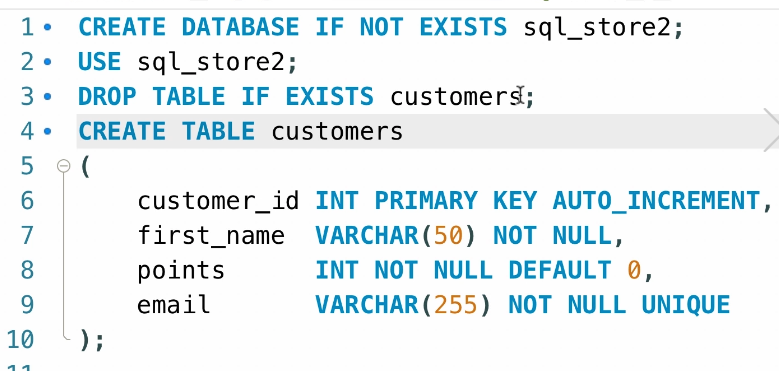 1 CREATE DATABASE IF NOT EXISTS sql_store2;
2 USE sql_store2;
3 DROP TABLE IF EXISTS customers;
4 CREATE TABLE customers
5 (
6 customer_id INT PRIMARY KEY AUTO_INCREMENT,
7 first_name VARCHAR(50) NOT NULL,
8 points INT NOT NULL DEFAULT 0,
9 email VARCHAR(255) NOT NULL UNIQUE
10 );